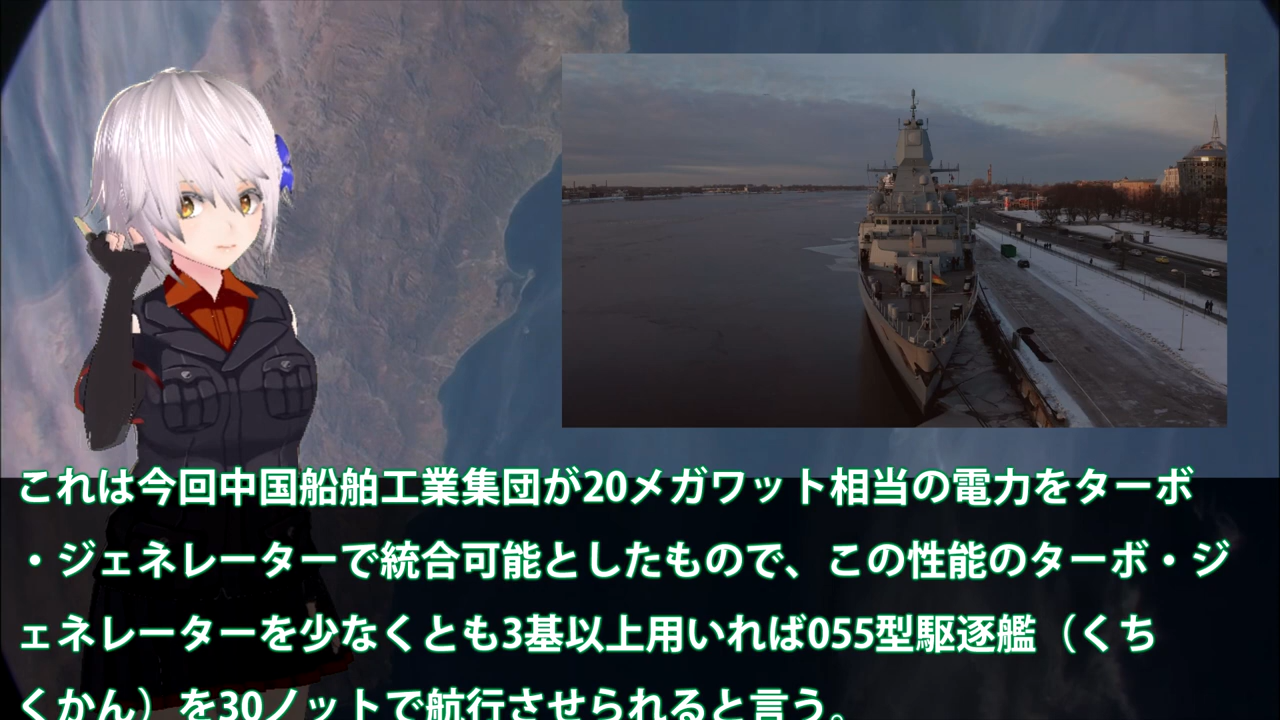 これは今回中国船舶工業集団が20メガワット相当の電力をターボ
・ジェネレーターで統合可能としたもので、この性能のターボ・ジ
ェネレーターを少なくとも3基以上用いれば055型駆逐艦（くち
くかん）を30ノットで航行させられると言う。